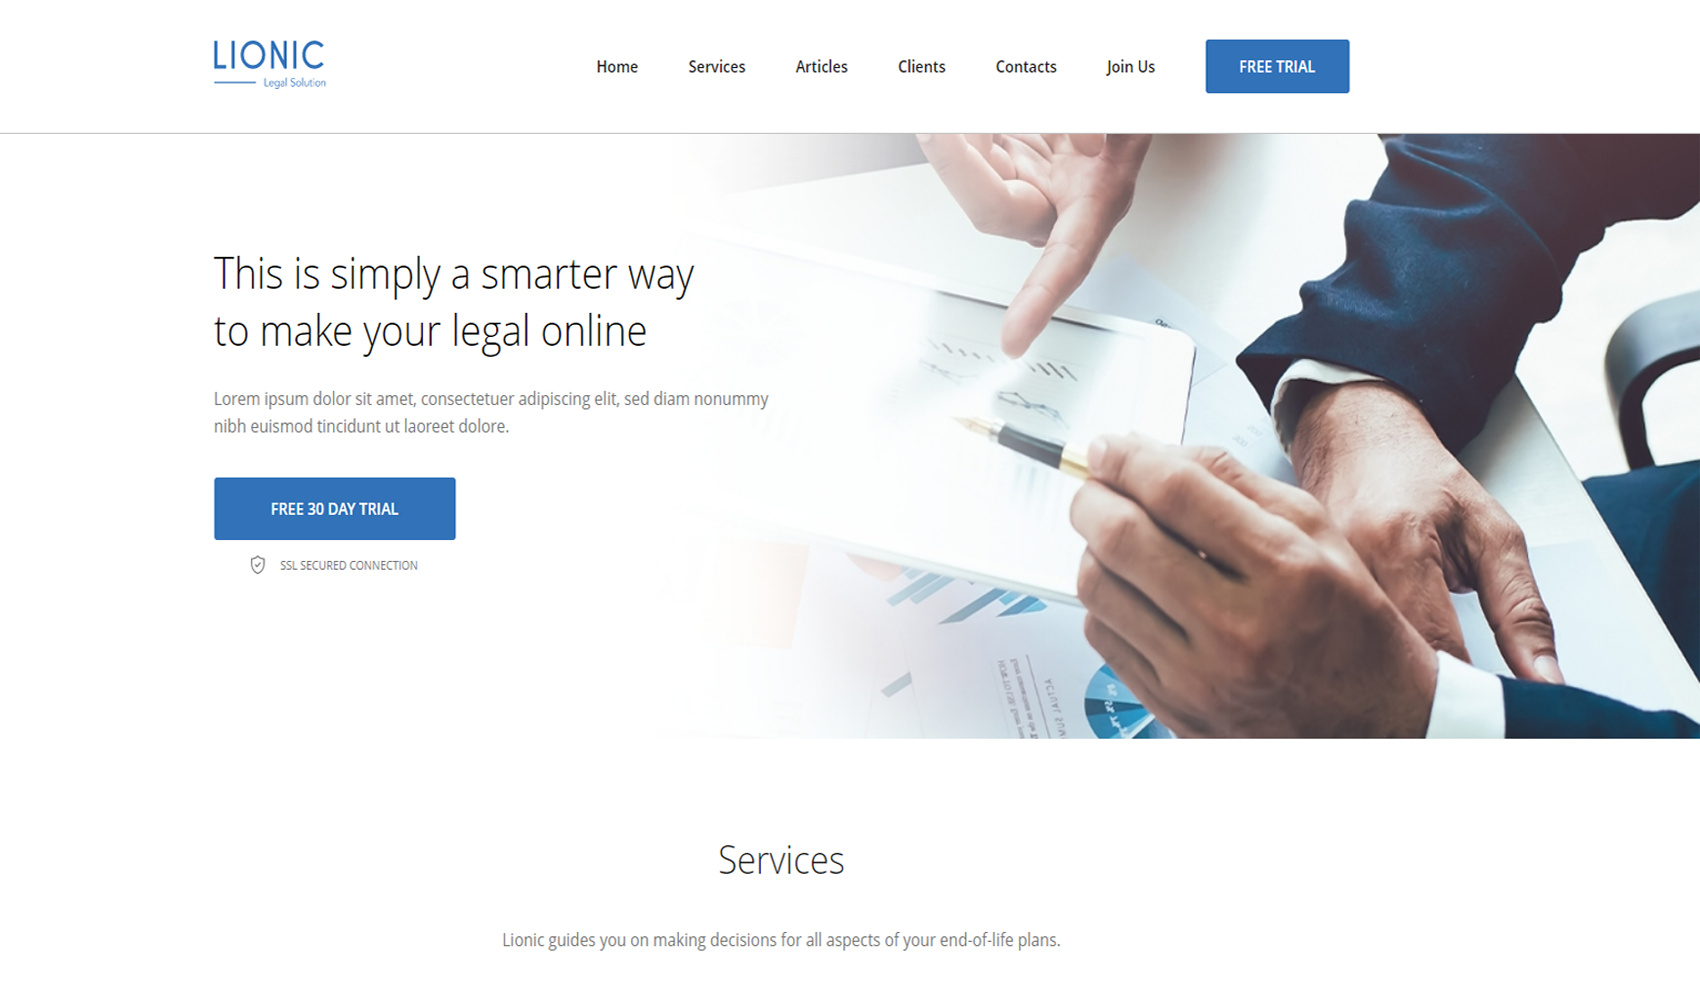 LIONIC
Legal Solution
Home
Services
Articles
Clients
Contacts
Join Us
FREE TRIAL
This is simply a smarter way
to make your legal online
Lorem ipsum dolor sit amet, consectetuer adipiscing elit, sed diam nonummy
nibh euismod tincidunt ut laoreet dolore.
FREE 30 DAY TRIAL
SSL SECURED CONNECTION
Services
Lionic guides you on making decisions for all aspects of your end-of-life plans.